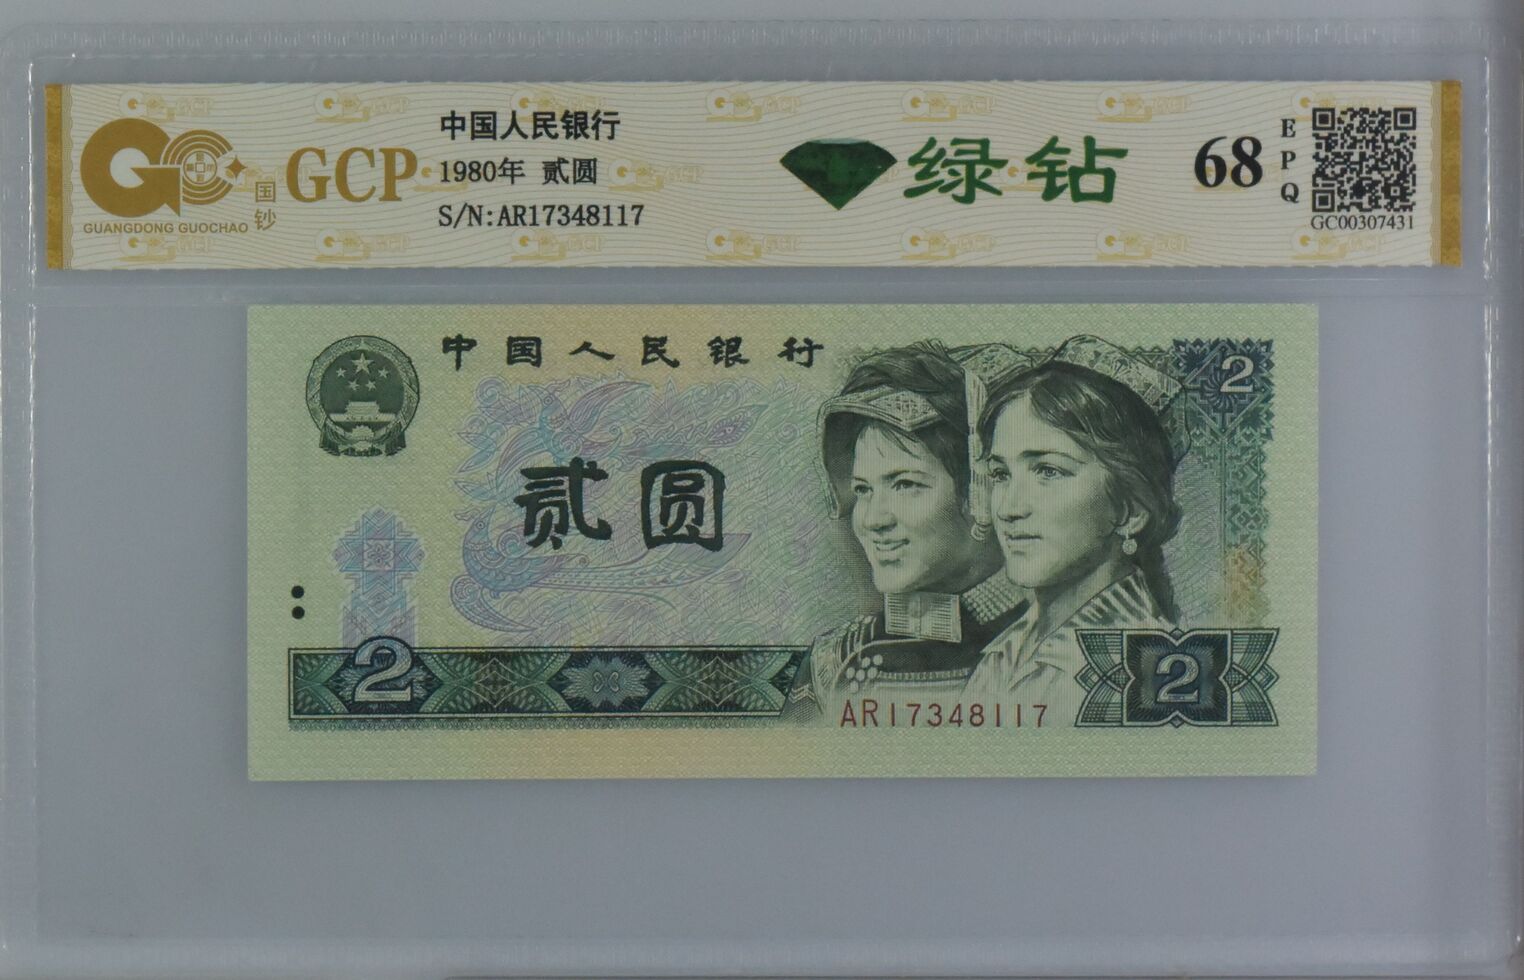 GUANGDONG GUOCHAO
国钞
GCP
中国人民银行
1980年 贰圆
S/N:AR17348117
绿钻
68
EPQ
GC00307431
中国人民银行
2
贰圆
2
AR17348117
2